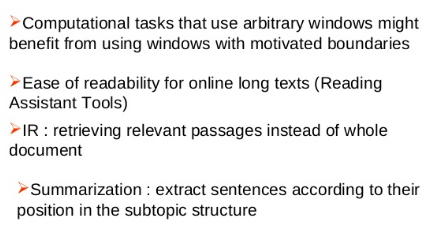 ➢Computational tasks that use arbitrary windows might
benefit from using windows with motivated boundaries
➢Ease of readability for online long texts (Reading
Assistant Tools)
➢IR : retrieving relevant passages instead of whole
document
➢Summarization : extract sentences according to their
position in the subtopic structure